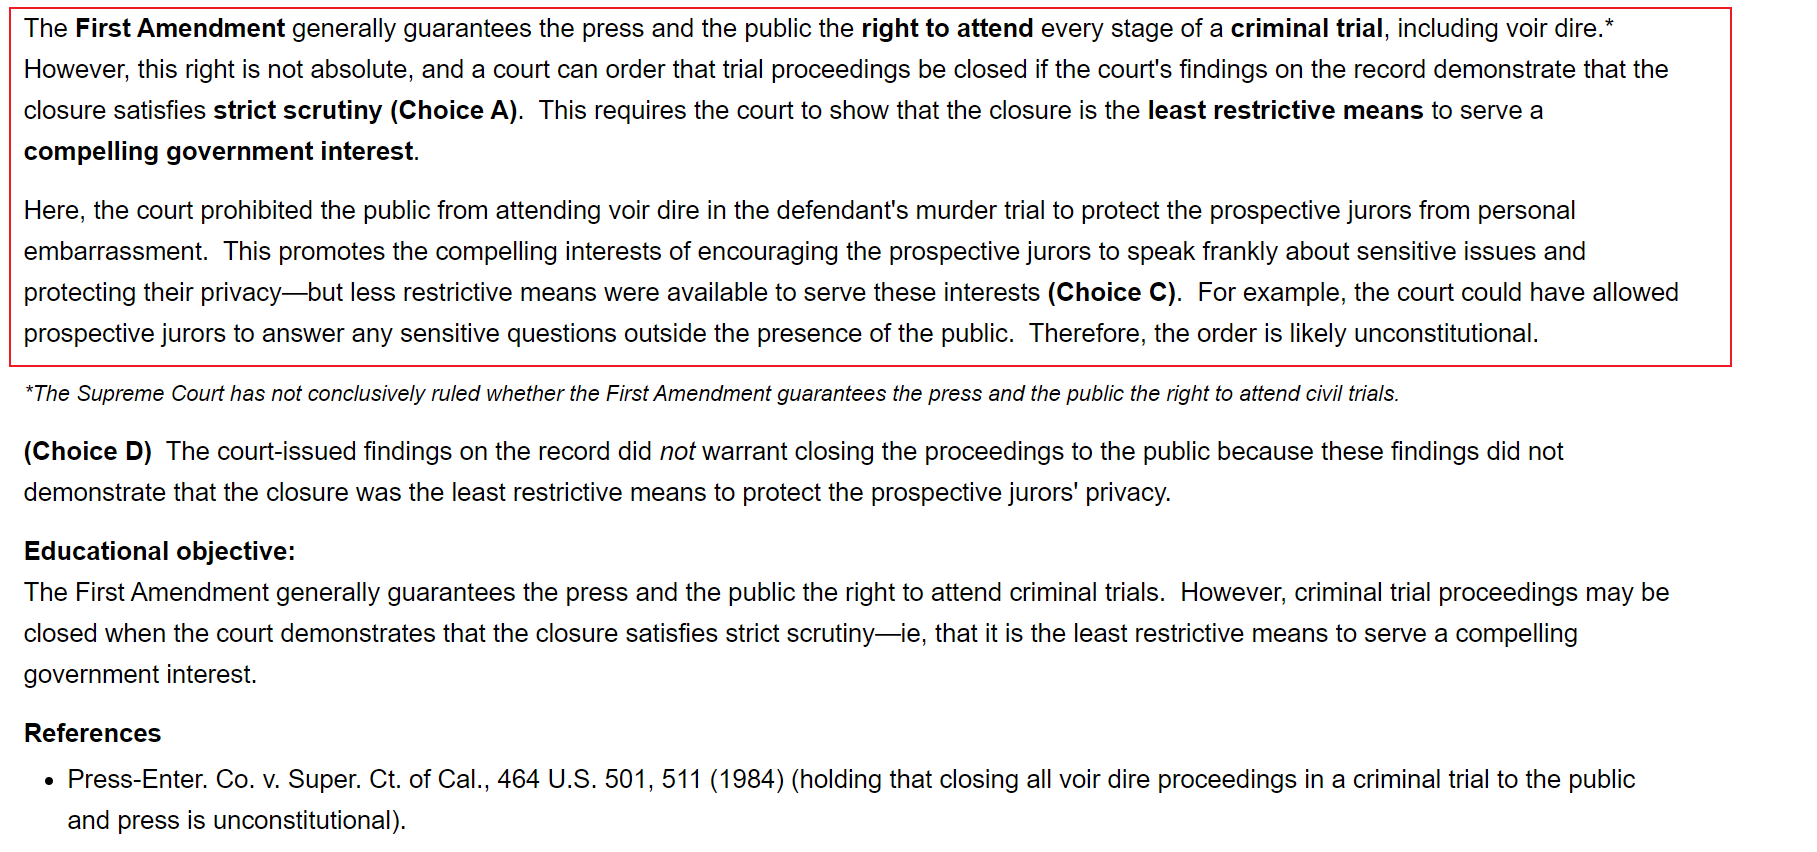 The First Amendment generally guarantees the press and the public the right to attend every stage of a criminal trial, including voir dire.*
However, this right is not absolute, and a court can order that trial proceedings be closed if the court's findings on the record demonstrate that the
closure satisfies strict scrutiny (Choice A).  This requires the court to show that the closure is the least restrictive means to serve a
compelling government interest.
Here, the court prohibited the public from attending voir dire in the defendant's murder trial to protect the prospective jurors from personal
embarrassment.  This promotes the compelling interests of encouraging the prospective jurors to speak frankly about sensitive issues and
protecting their privacy—but less restrictive means were available to serve these interests (Choice C).  For example, the court could have allowed
prospective jurors to answer any sensitive questions outside the presence of the public.  Therefore, the order is likely unconstitutional.
*The Supreme Court has not conclusively ruled whether the First Amendment guarantees the press and the public the right to attend civil trials.
(Choice D)  The court-issued findings on the record did not warrant closing the proceedings to the public because these findings did not
demonstrate that the closure was the least restrictive means to protect the prospective jurors' privacy.
Educational objective:
The First Amendment generally guarantees the press and the public the right to attend criminal trials.  However, criminal trial proceedings may be
closed when the court demonstrates that the closure satisfies strict scrutiny—ie, that it is the least restrictive means to serve a compelling
government interest.
References
• Press-Enter. Co. v. Super. Ct. of Cal., 464 U.S. 501, 511 (1984) (holding that closing all voir dire proceedings in a criminal trial to the public
and press is unconstitutional).